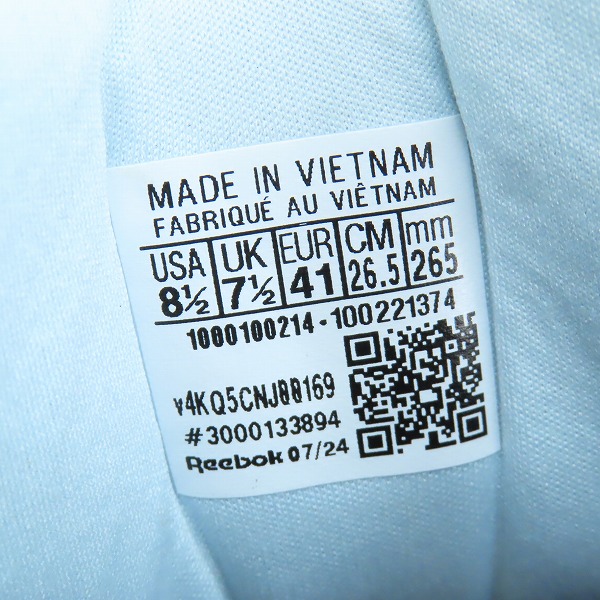 MADE IN VIETNAM
FABRIQUÉ AU VIÊTNAM
USA UK EUR CM mm
8½ 7½ 41 26.5 265
1000100214-100221374
v4KQ5CNJ00169
#3000133894
Reebok 07/24